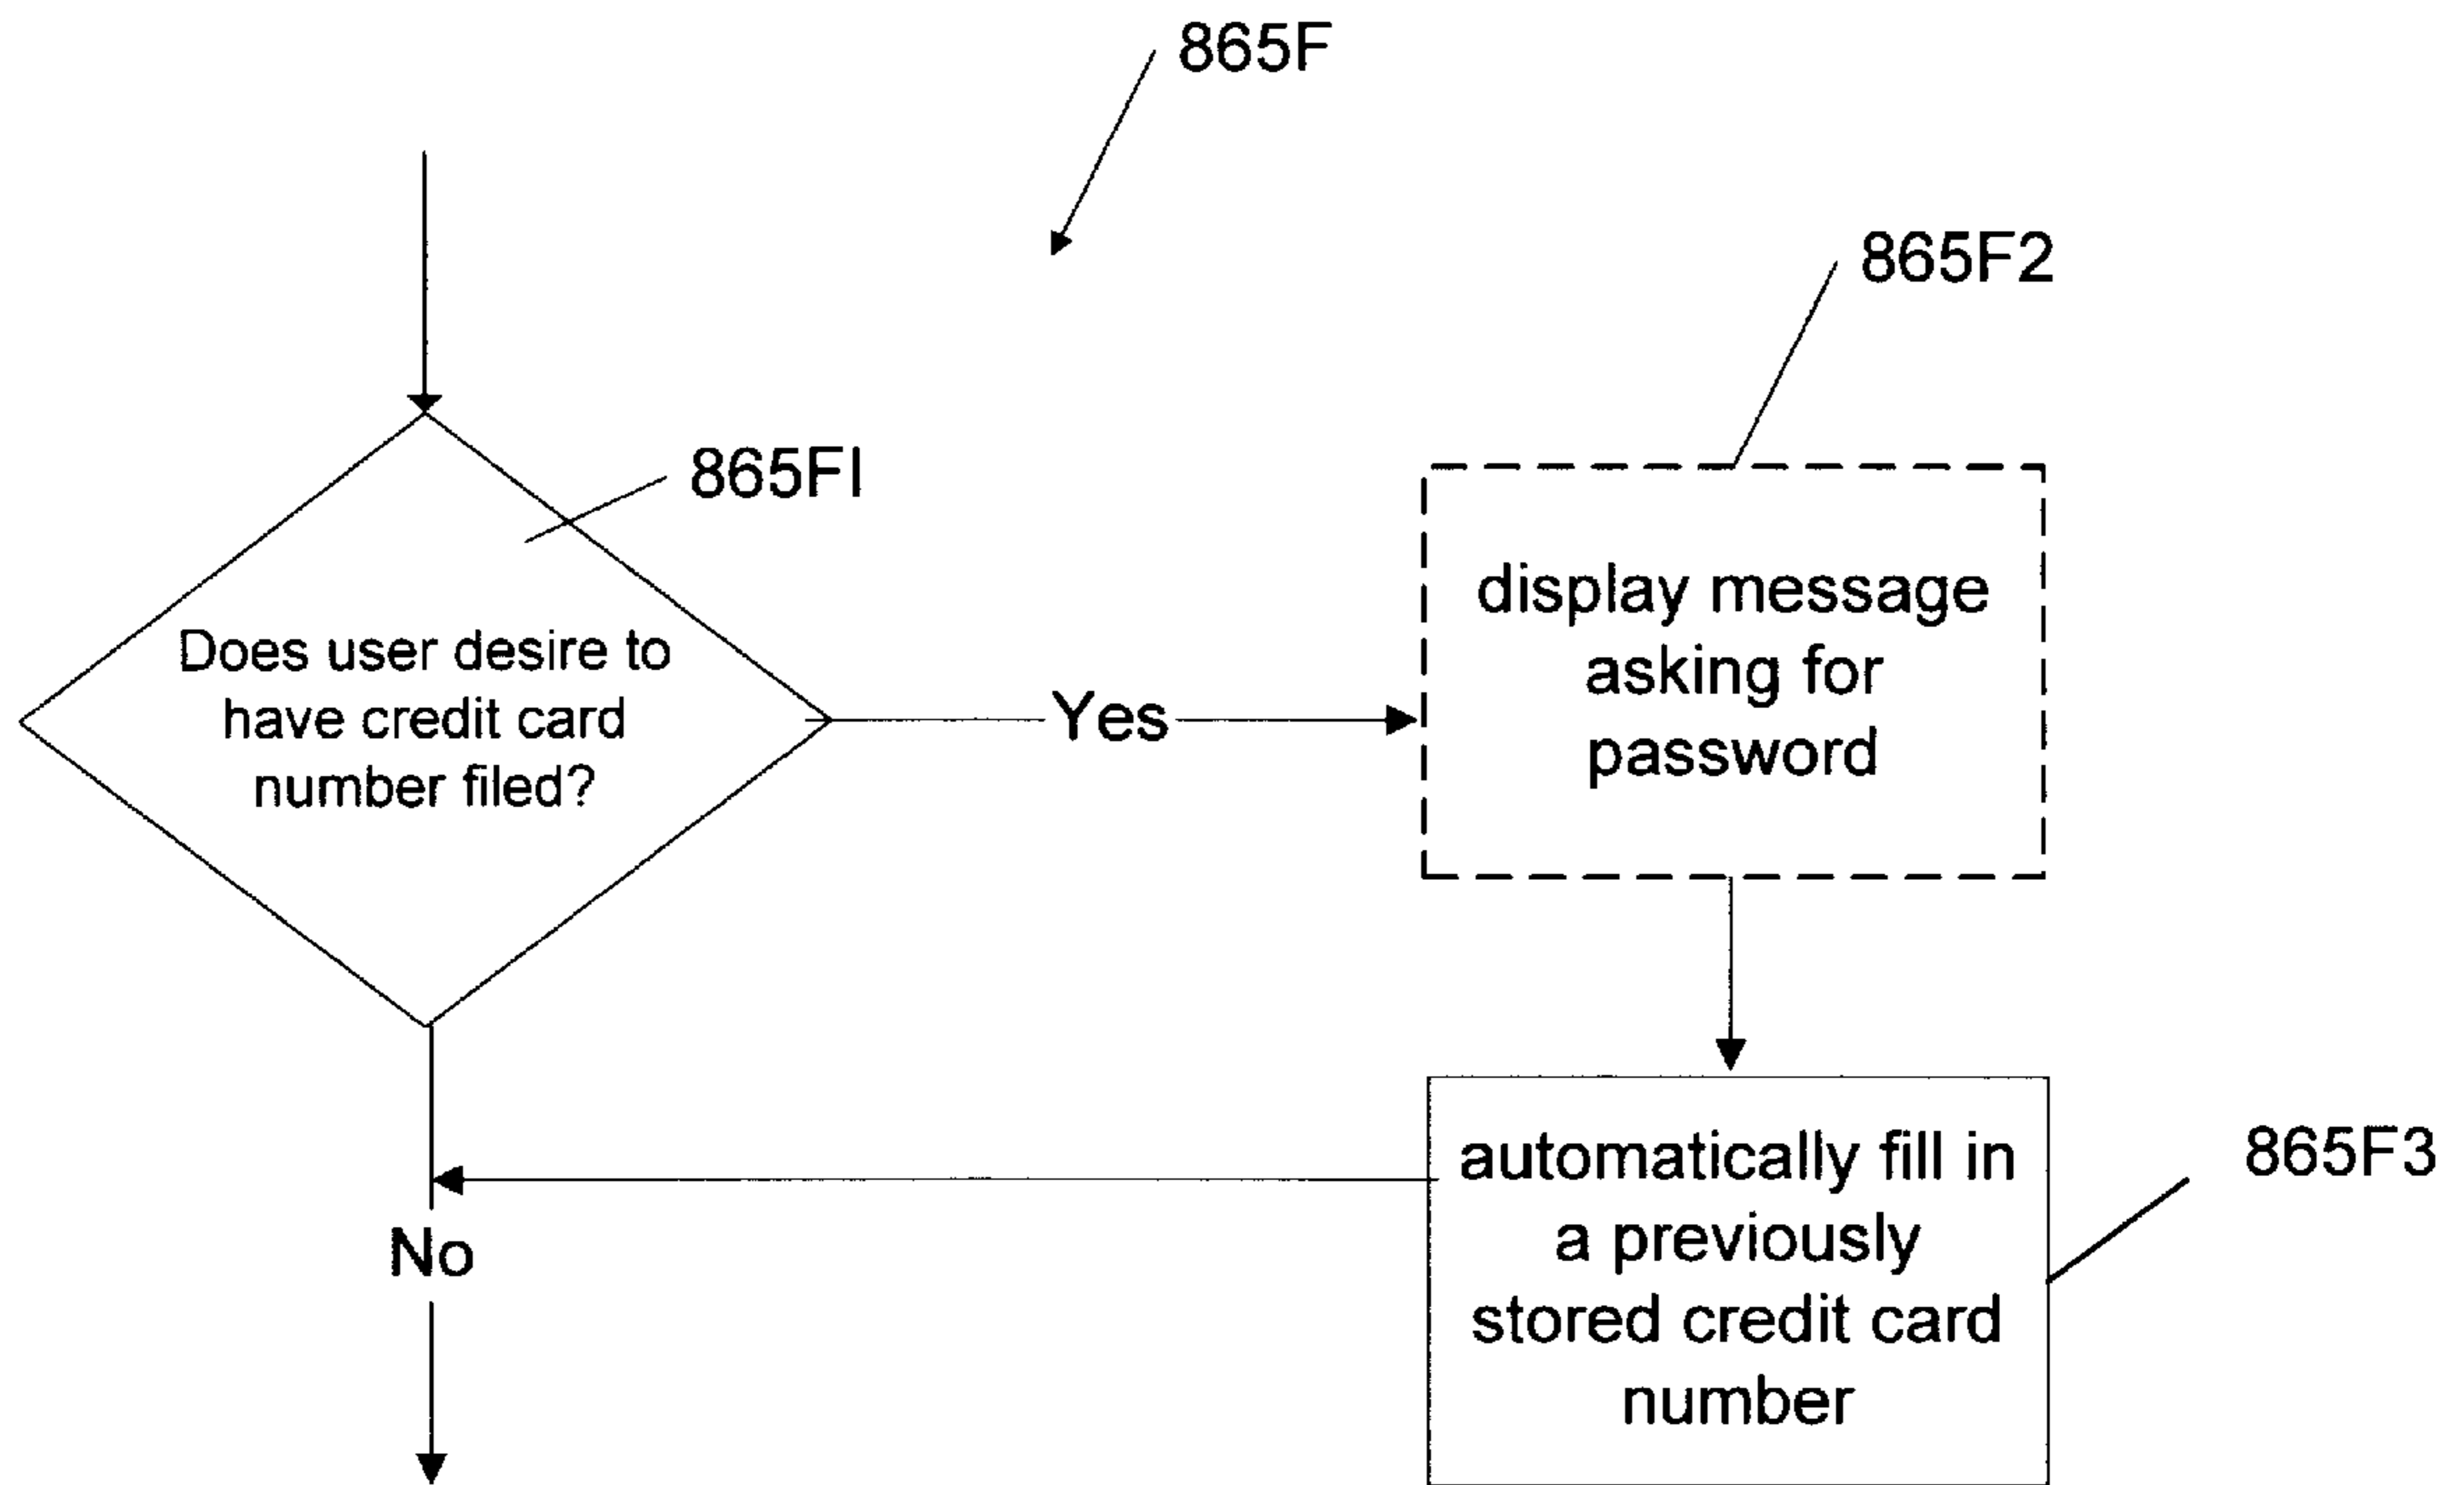 865F
865F2
865FI
Does user desire to
have credit card
number filed?
Yes
display message
asking for
password
automatically fill in
a previously
stored credit card
number
865F3
No